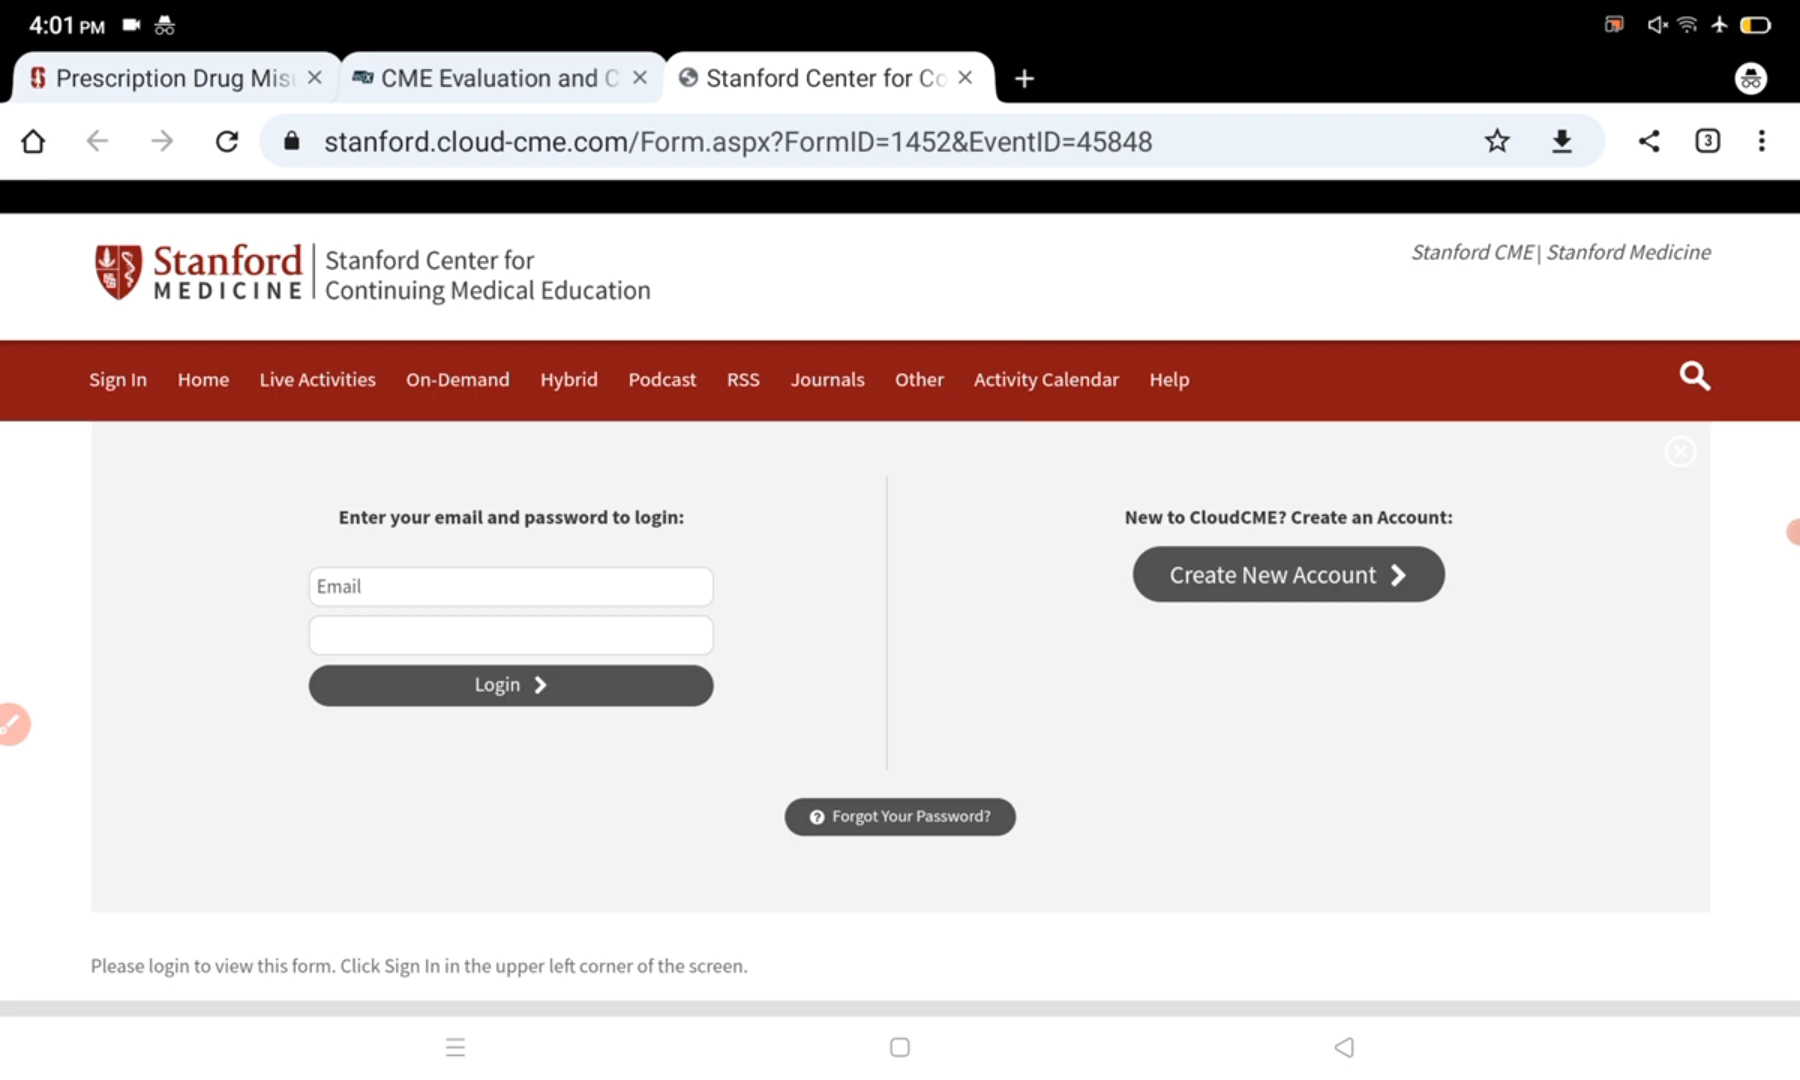 4:01 PM
Prescription Drug Mis
CME Evaluation and C
Stanford Center for Co
stanford.cloud-cme.com/Form.aspx?FormID=1452&EventID=45848
3
Stanford
MEDICINE
Stanford Center for
Continuing Medical Education
Stanford CME| Stanford Medicine
Sign In Home Live Activities On-Demand Hybrid Podcast RSS Journals Other Activity Calendar Help
Enter your email and password to login:
Email
Login
New to CloudCME? Create an Account:
Create New Account
Forgot Your Password?
Please login to view this form. Click Sign In in the upper left corner of the screen.